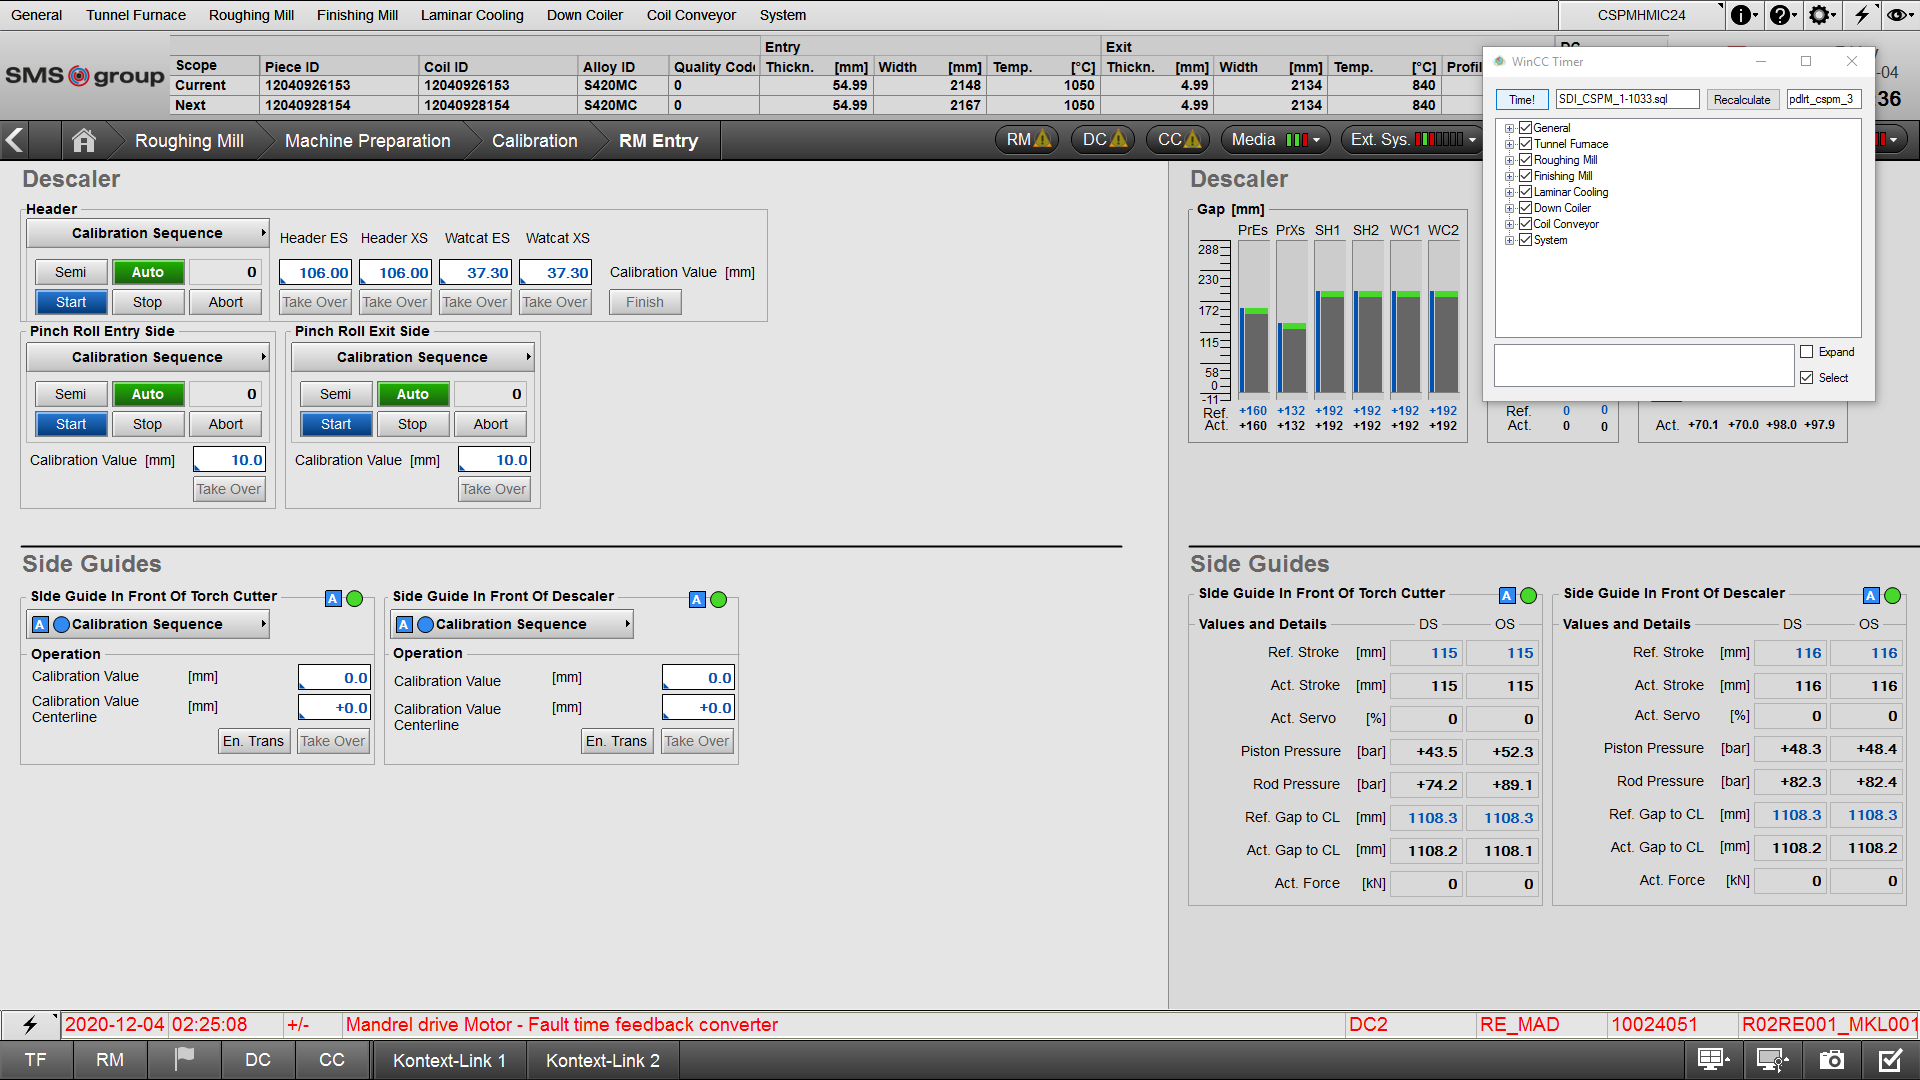 General Tunnel Furnace Roughing Mill Finishing Mill Laminar Cooling Down Coiler Coil Conveyor System CSPMHMIC24
SMS group
Entry Exit
Scope Piece ID Coil ID Alloy ID Quality Code Thickn. [mm] Width [mm] Temp. [°C] Thickn. [mm] Width [mm] Temp. [°C] Profil
Current 12040926153 12040926153 S420MC 0 54.99 2148 1050 4.99 2134 840
Next 12040928154 12040928154 S420MC 0 54.99 2167 1050 4.99 2134 840
-04
36
WinCC Timer
Time! SDI_CSPM_1-1033.sql Recalculate pdlrt_cspm_3
General
Tunnel Furnace
Roughing Mill
Finishing Mill
Laminar Cooling
Down Coiler
Coil Conveyor
System
Expand
Select
Roughing Mill Machine Preparation Calibration RM Entry RM DC CC Media Ext. Sys.
Descaler
Header
Calibration Sequence
Header ES Header XS Watcat ES Watcat XS
Semi Auto 0 106.00 106.00 37.30 37.30 Calibration Value [mm]
Start Stop Abort Take Over Take Over Take Over Take Over Finish
Pinch Roll Entry Side Pinch Roll Exit Side
Calibration Sequence Calibration Sequence
Semi Auto 0 Semi Auto 0
Start Stop Abort Start Stop Abort
Calibration Value [mm] 10.0 Calibration Value [mm] 10.0
Take Over Take Over
Descaler
Gap [mm]
PrEs PrXs SH1 SH2 WC1 WC2
288
230
172
115
58
0
-11
Ref. +160 +132 +192 +192 +192 +192
Act. +160 +132 +192 +192 +192 +192
Ref. 0 0
Act. 0 0
Act. +70.1 +70.0 +98.0 +97.9
Side Guides
SIde Guide In Front Of Torch Cutter A Side Guide In Front Of Descaler A
A Calibration Sequence A Calibration Sequence
Operation Operation
Calibration Value [mm] 0.0 Calibration Value [mm] 0.0
Calibration Value Centerline [mm] +0.0 Calibration Value Centerline [mm] +0.0
En. Trans Take Over En. Trans Take Over
Side Guides
SIde Guide In Front Of Torch Cutter A Side Guide In Front Of Descaler A
Values and Details DS OS Values and Details DS OS
Ref. Stroke [mm] 115 115 Ref. Stroke [mm] 116 116
Act. Stroke [mm] 115 115 Act. Stroke [mm] 116 116
Act. Servo [%] 0 0 Act. Servo [%] 0 0
Piston Pressure [bar] +43.5 +52.3 Piston Pressure [bar] +48.3 +48.4
Rod Pressure [bar] +74.2 +89.1 Rod Pressure [bar] +82.3 +82.4
Ref. Gap to CL [mm] 1108.3 1108.3 Ref. Gap to CL [mm] 1108.3 1108.3
Act. Gap to CL [mm] 1108.2 1108.1 Act. Gap to CL [mm] 1108.2 1108.2
Act. Force [kN] 0 0 Act. Force [kN] 0 0
2020-12-04 02:25:08 +/- Mandrel drive Motor - Fault time feedback converter DC2 RE_MAD 10024051 R02RE001_MKL001
TF RM DC CC Kontext-Link 1 Kontext-Link 2